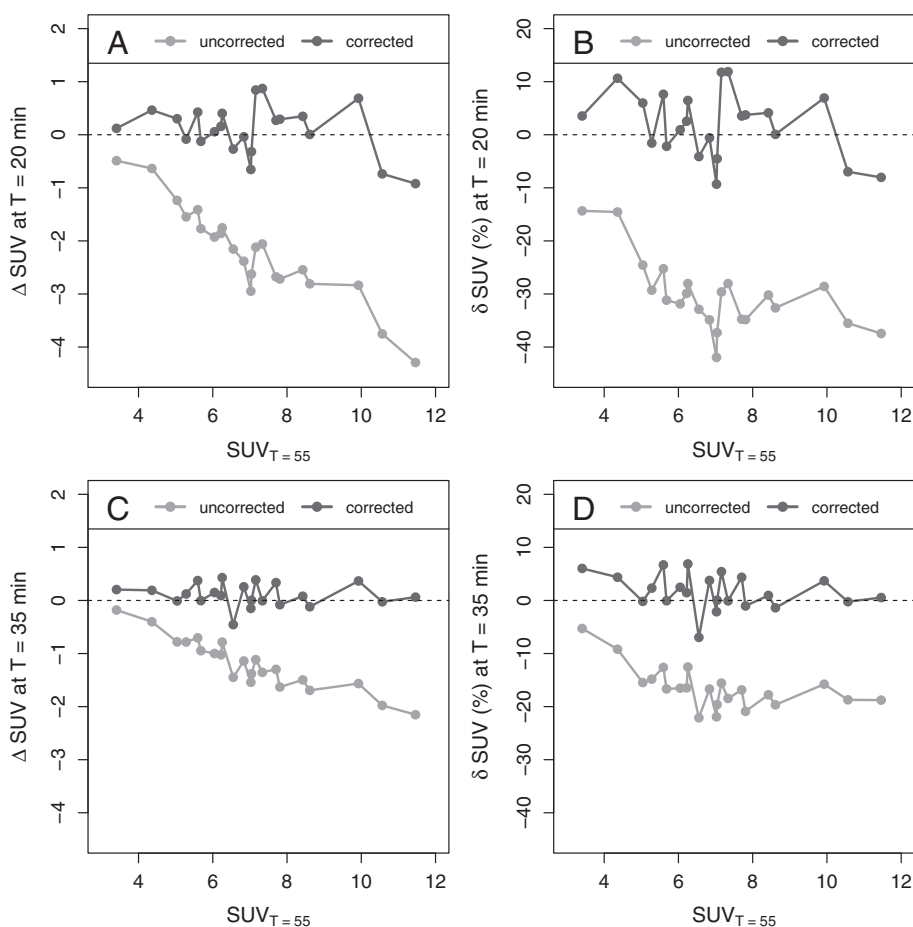 A uncorrected corrected
Δ SUV at T = 20 min
2
1
0
−1
−2
−3
−4
4 6 8 10 12
SUVT = 55
B uncorrected corrected
δ SUV (%) at T = 20 min
20
10
0
−10
−20
−30
−40
4 6 8 10 12
SUVT = 55
C uncorrected corrected
Δ SUV at T = 35 min
2
1
0
−1
−2
−3
−4
4 6 8 10 12
SUVT = 55
D uncorrected corrected
δ SUV (%) at T = 35 min
20
10
0
−10
−20
−30
−40
4 6 8 10 12
SUVT = 55